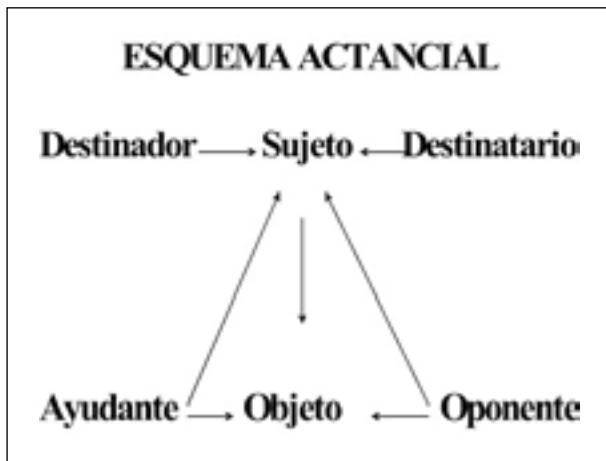 ESQUEMA ACTANCIAL
Destinador Sujeto Destinatario
Ayudante Objeto Oponente